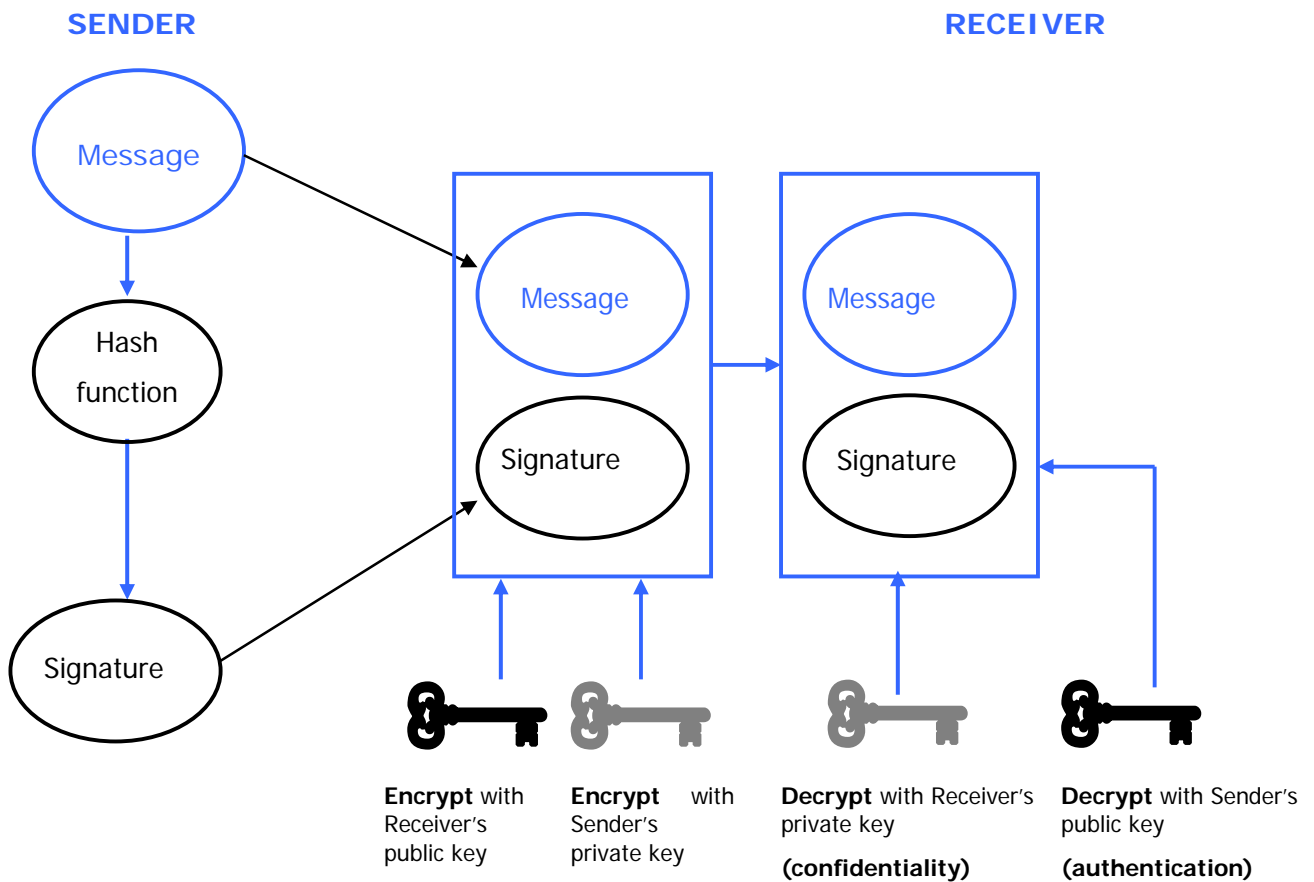 SENDER
RECEIVER
Message
Hash
function
Signature
Message
Signature
Message
Signature
Encrypt with
Receiver's
public key
Encrypt with
Sender's
private key
Decrypt with Receiver's
private key
(confidentiality)
Decrypt with Sender's
public key
(authentication)